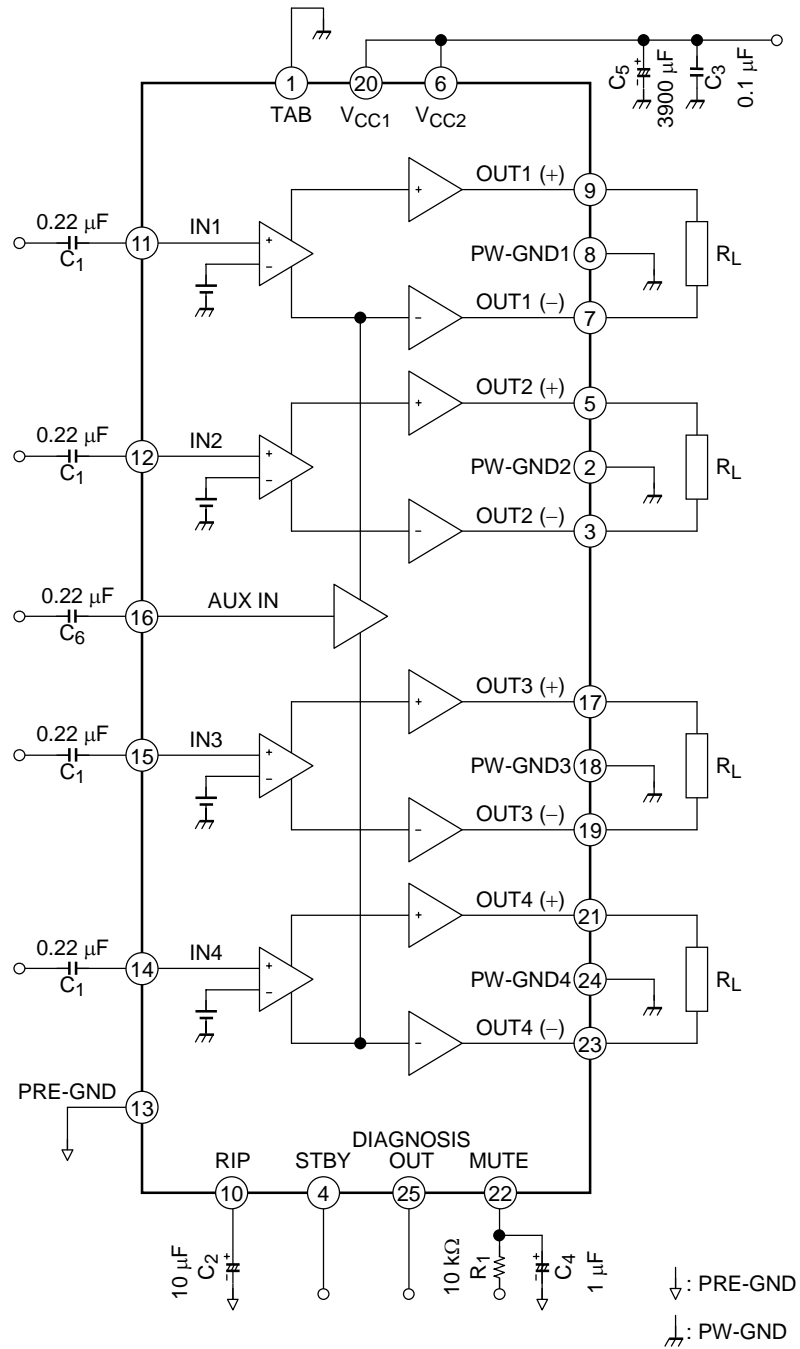 1
20
6
TAB
VCC1
VCC2
C5
3900 µF
C3
0.1 µF
0.22 µF
C1
11
IN1
+
−
+
OUT1 (+)
9
PW-GND1
8
RL
−
OUT1 (−)
7
0.22 µF
C1
12
IN2
+
−
+
OUT2 (+)
5
PW-GND2
2
RL
−
OUT2 (−)
3
0.22 µF
C6
16
AUX IN
0.22 µF
C1
15
IN3
+
−
+
OUT3 (+)
17
PW-GND3
18
RL
−
OUT3 (−)
19
0.22 µF
C1
14
IN4
+
−
+
OUT4 (+)
21
PW-GND4
24
RL
−
OUT4 (−)
23
PRE-GND
13
RIP
STBY
DIAGNOSIS
OUT
MUTE
10
4
25
22
10 µF
C2
10 kΩ
R1
C4
1 µF
: PRE-GND
: PW-GND